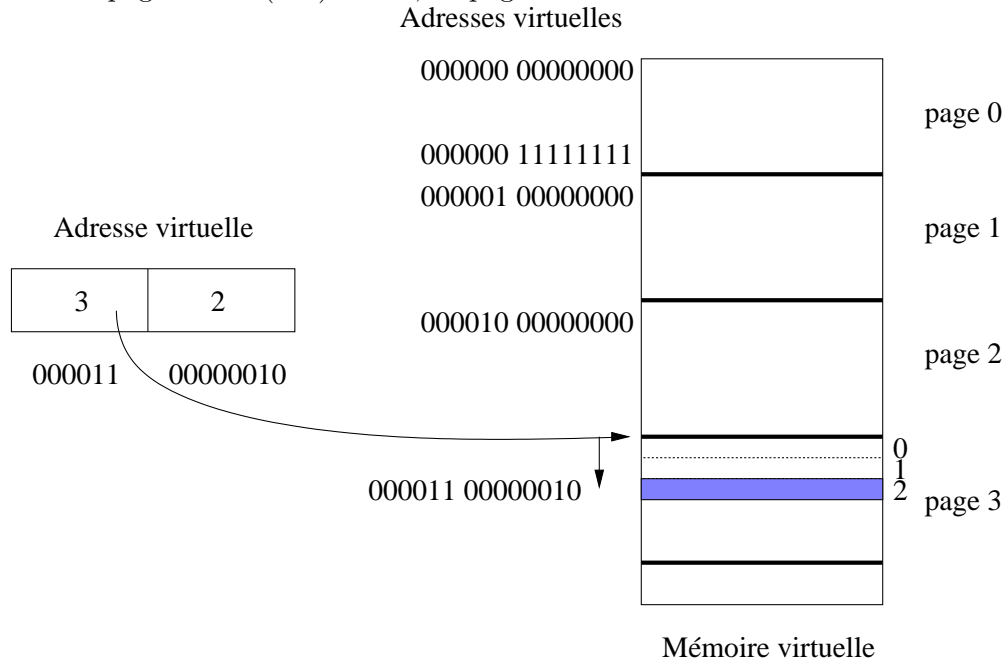 Adresses virtuelles
000000 00000000
page 0
000000 11111111
000001 00000000
page 1
Adresse virtuelle
3 2
000010 00000000
page 2
000011 00000010
0
1
000011 00000010
2
page 3
Mémoire virtuelle